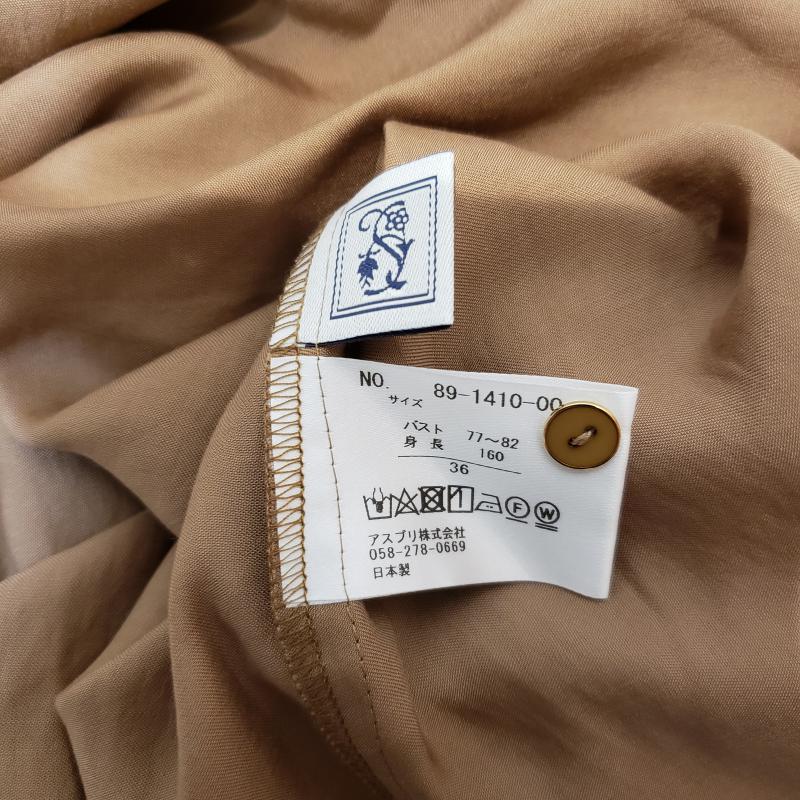 NO. 89-1410-00
サイズ
バスト 77～82
身長 160
36
F W
アスブリ株式会社
058-278-0669
日本製